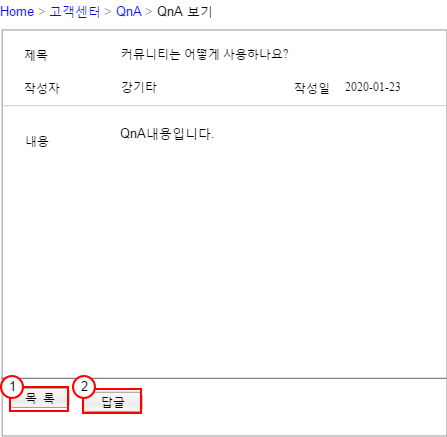 Home > 고객센터 > QnA > QnA 보기
제목 커뮤니티는 어떻게 사용하나요?
작성자 강기타 작성일 2020-01-23
내용 QnA내용입니다.
1 목 록 2 답글